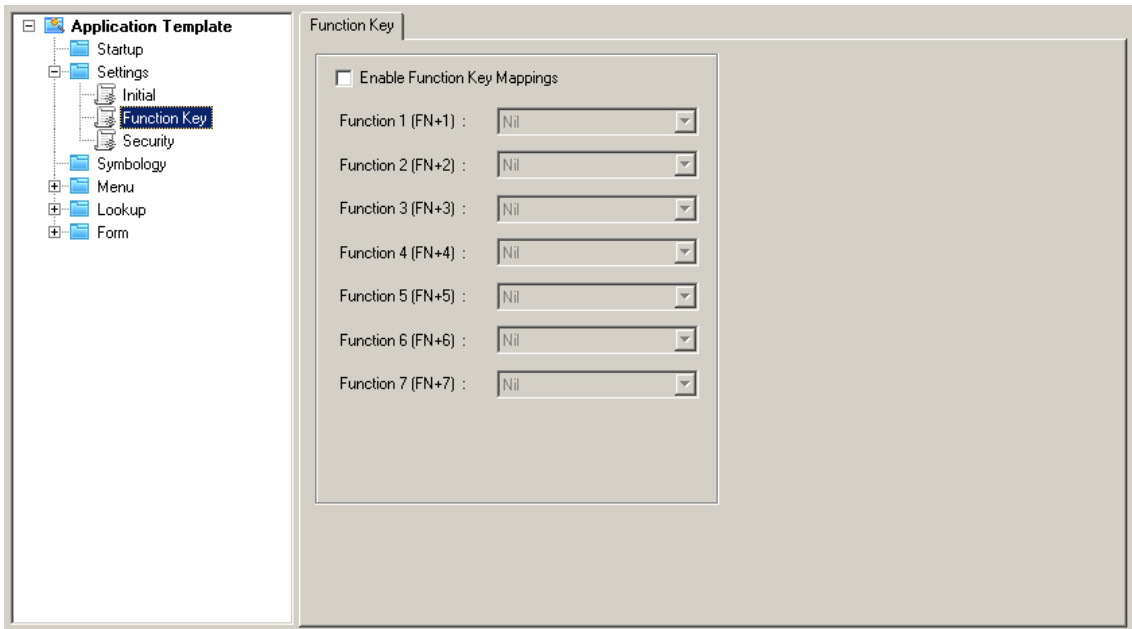 Application Template
Startup
Settings
Initial
Function Key
Security
Symbology
Menu
Lookup
Form
Function Key
Enable Function Key Mappings
Function 1 (FN+1) : Nil
Function 2 (FN+2) : Nil
Function 3 (FN+3) : Nil
Function 4 (FN+4) : Nil
Function 5 (FN+5) : Nil
Function 6 (FN+6) : Nil
Function 7 (FN+7) : Nil